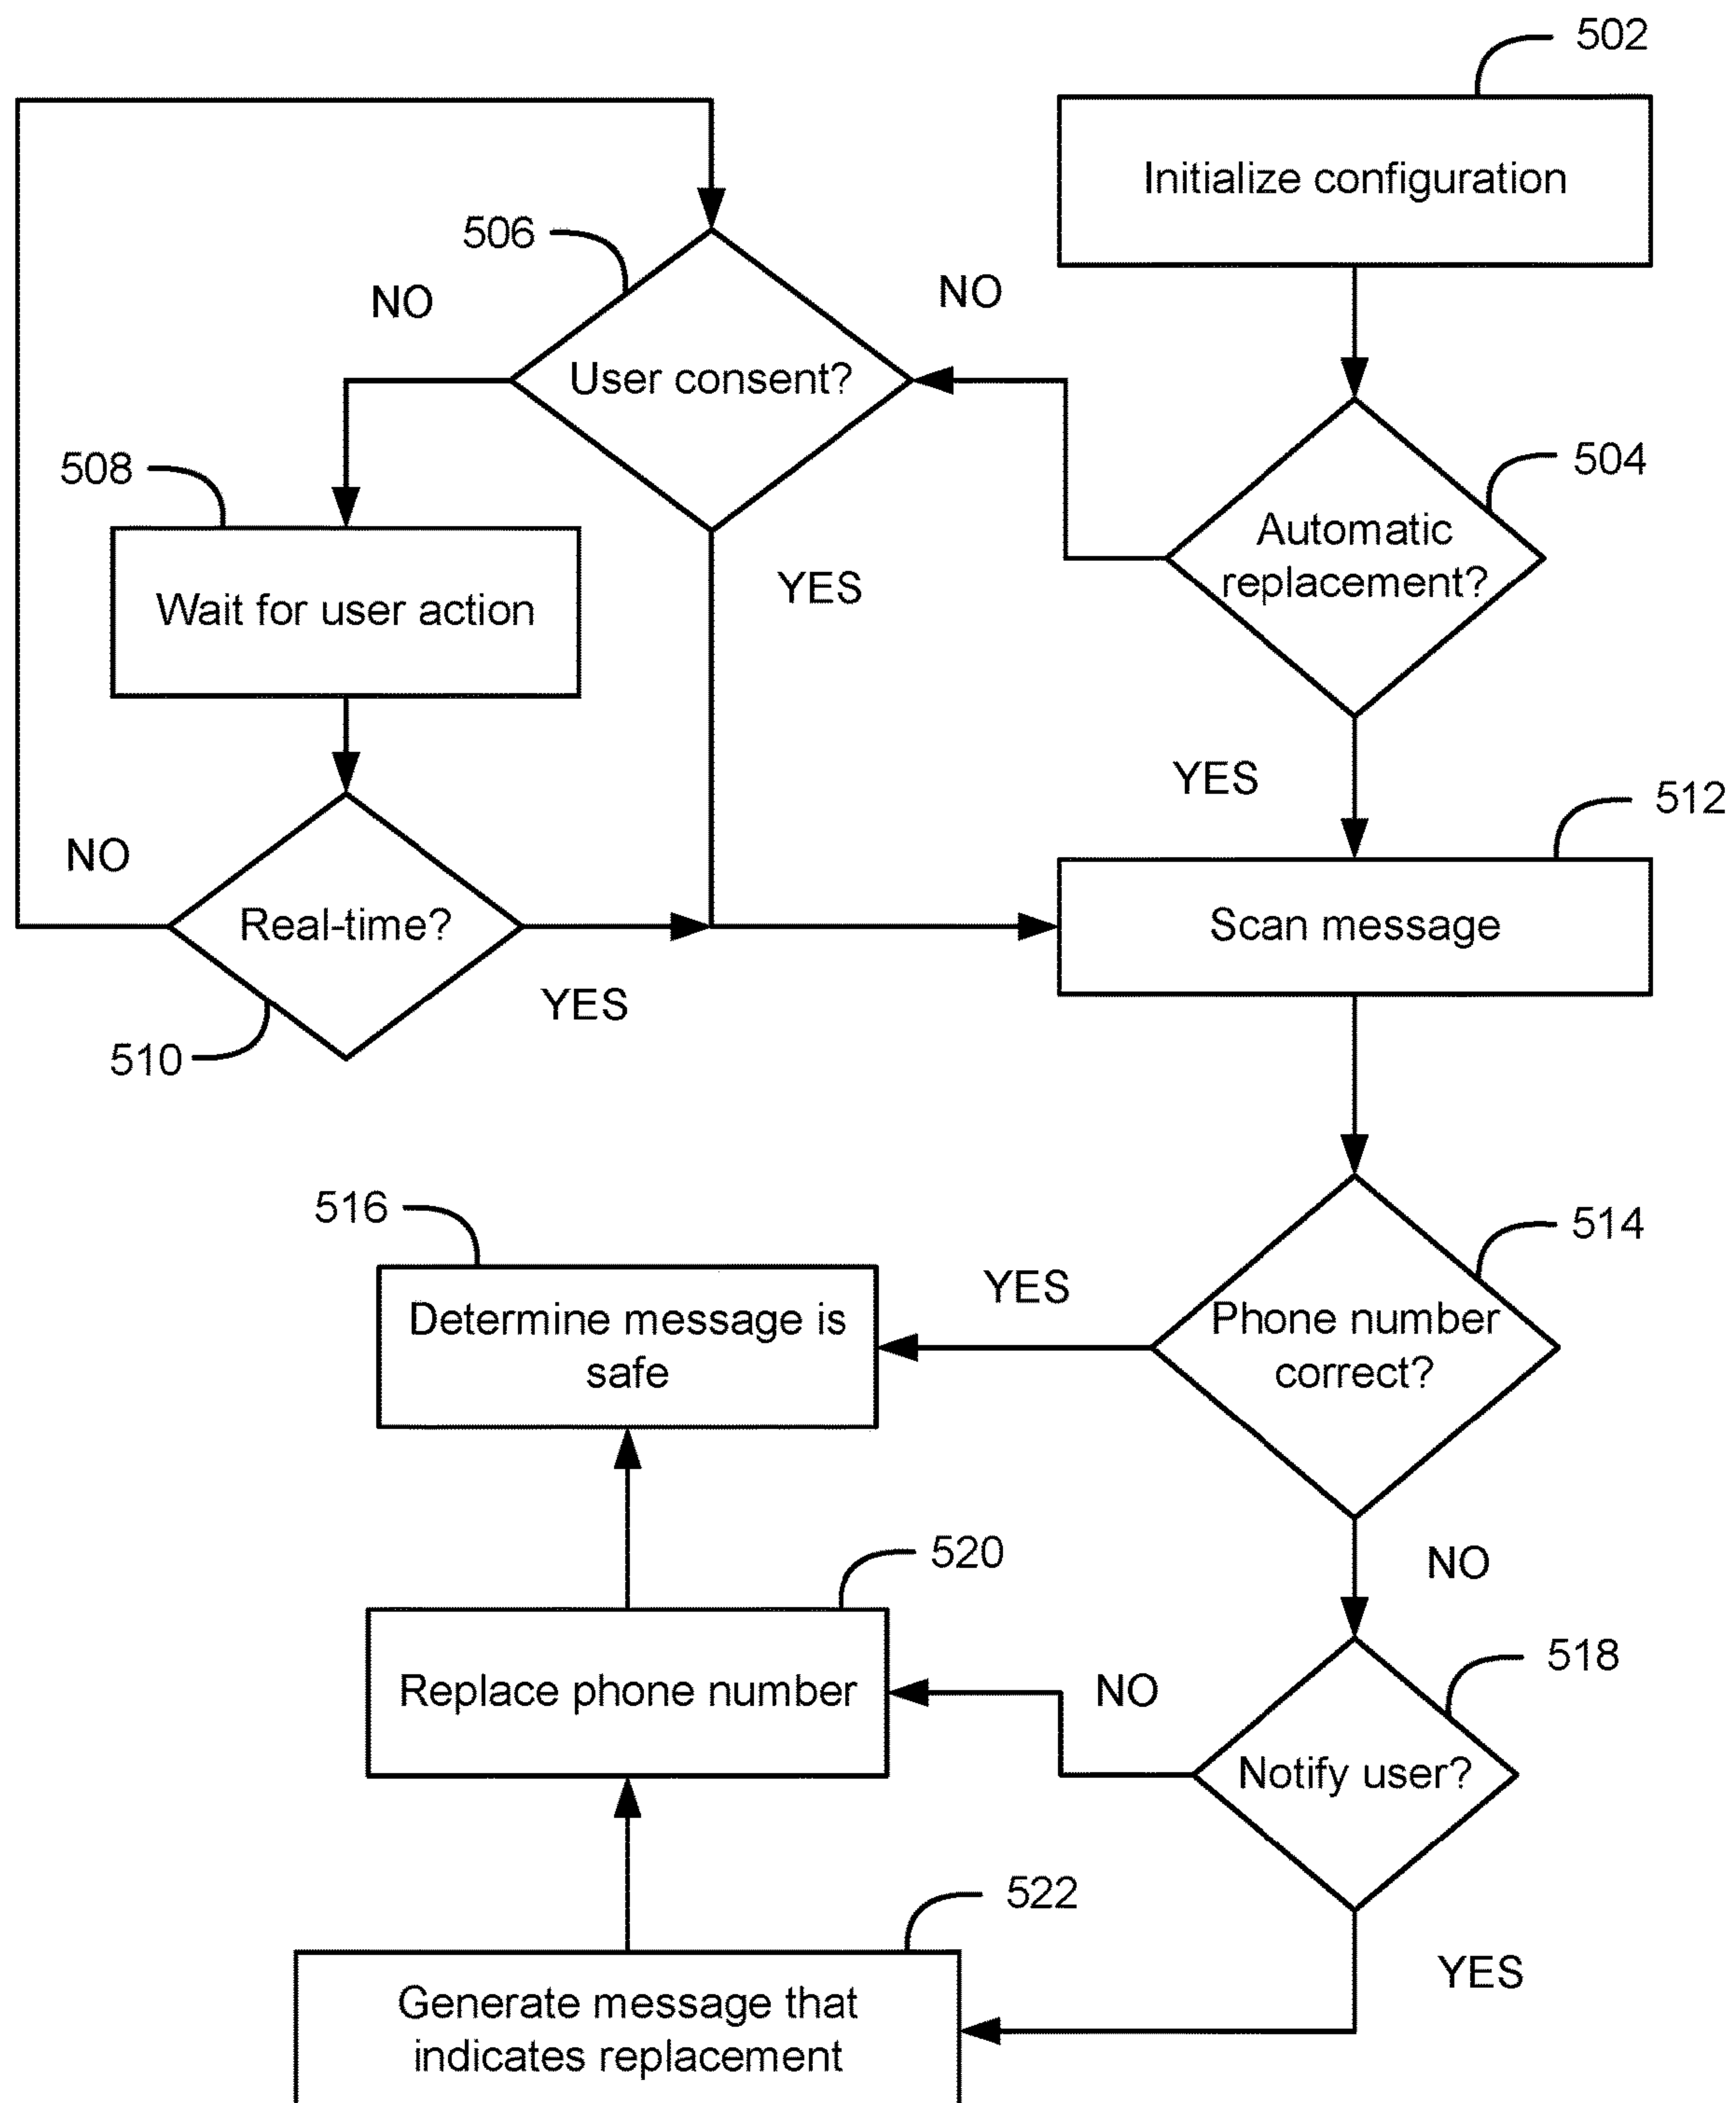 502
Initialize configuration
506
NO
NO
User consent?
504
508
Automatic
replacement?
YES
Wait for user action
YES
512
NO
Real-time?
Scan message
YES
510
516
514
YES
Determine message is
safe
Phone number
correct?
520
NO
518
Replace phone number
NO
Notify user?
522
YES
Generate message that
indicates replacement